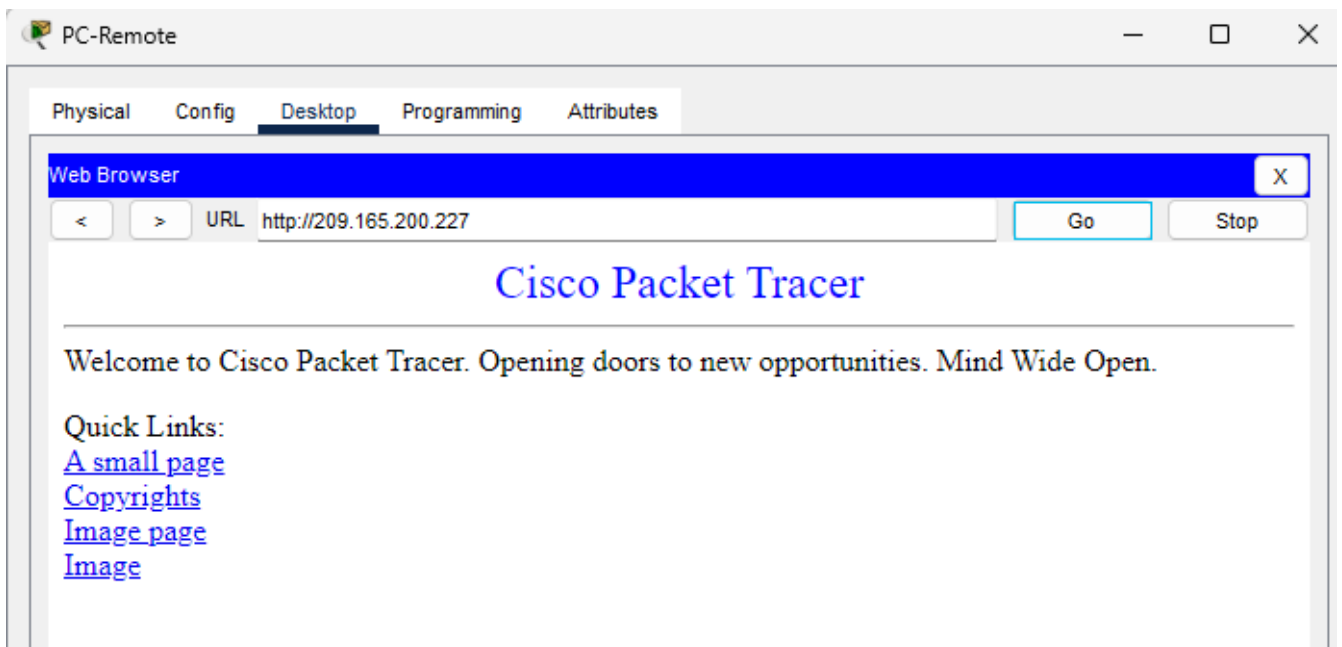 PC-Remote
Physical Config Desktop Programming Attributes
Web Browser X
< > URL http://209.165.200.227 Go Stop
Cisco Packet Tracer
Welcome to Cisco Packet Tracer. Opening doors to new opportunities. Mind Wide Open.
Quick Links:
A small page
Copyrights
Image page
Image